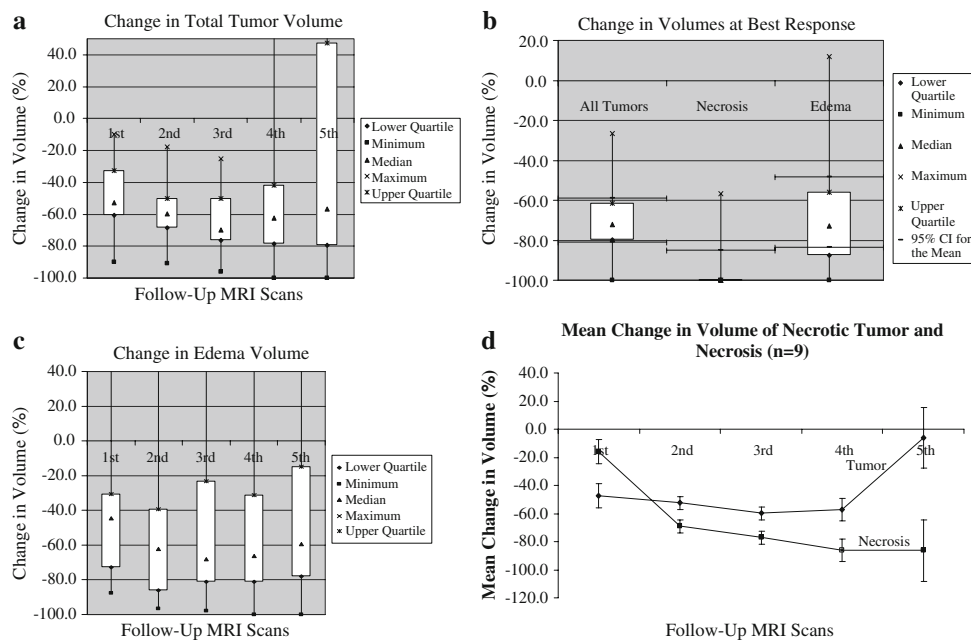 a
Change in Total Tumor Volume
Change in Volume (%)
40.0
20.0
0.0
-20.0
-40.0
-60.0
-80.0
-100.0
1st 2nd 3rd 4th 5th
Follow-Up MRI Scans
Lower Quartile
Minimum
Median
Maximum
Upper Quartile
b
Change in Volumes at Best Response
Change in Volume (%)
20.0
0.0
-20.0
-40.0
-60.0
-80.0
-100.0
All Tumors Necrosis Edema
Lower
Quartile
Minimum
Median
Maximum
Upper
Quartile
95% CI for
the Mean
c
Change in Edema Volume
Change in Volume (%)
40.0
20.0
0.0
-20.0
-40.0
-60.0
-80.0
-100.0
1st 2nd 3rd 4th 5th
Follow-Up MRI Scans
Lower Quartile
Minimum
Median
Maximum
Upper Quartile
d
Mean Change in Volume of Necrotic Tumor and
Necrosis (n=9)
Mean Change in Volume (%)
40.0
20.0
0.0
-20.0
-40.0
-60.0
-80.0
-100.0
-120.0
1st 2nd 3rd 4th 5th
Tumor
Necrosis
Follow-Up MRI Scans